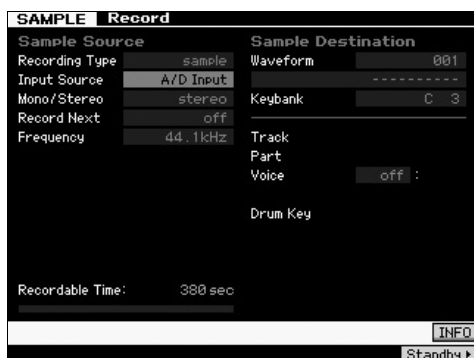 SAMPLE Record
Sample Source
Recording Type sample
Input Source A/D Input
Mono/Stereo stereo
Record Next off
Frequency 44.1kHz
Recordable Time: 380 sec
Sample Destination
Waveform 001
----------
Keybank C 3
Track
Part
Voice off :
Drum Key
INFO
Standby